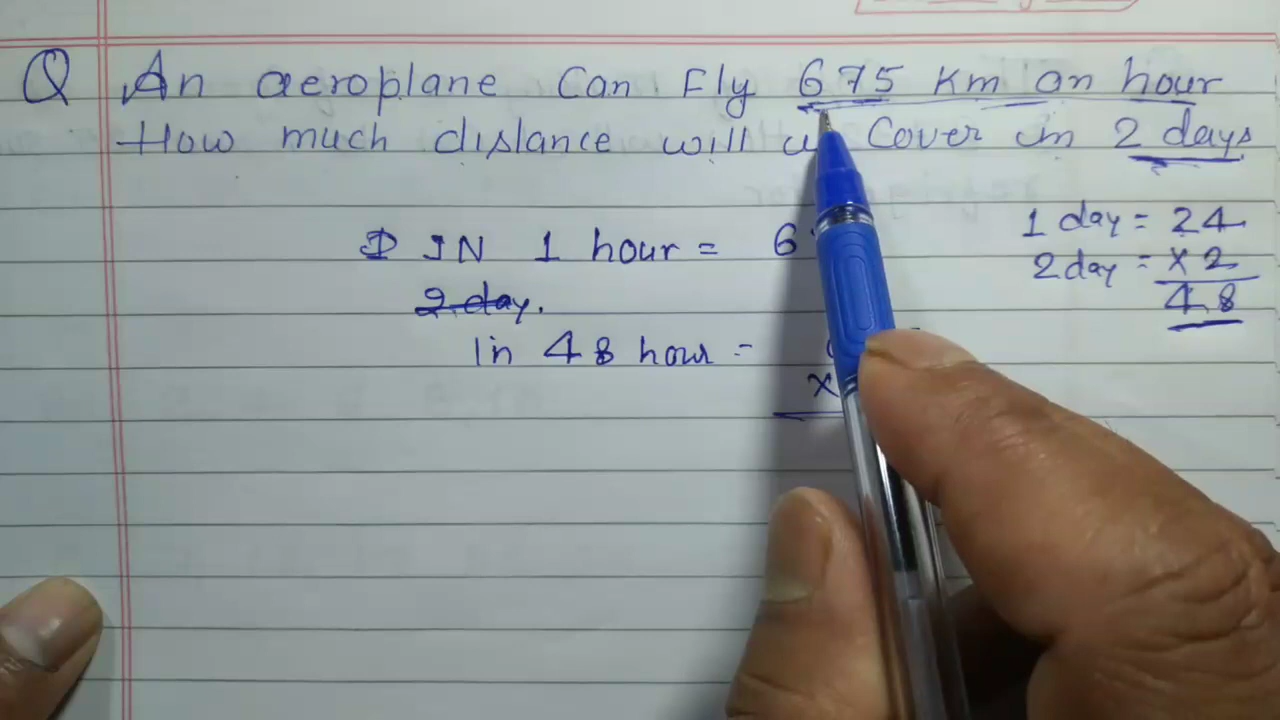 Q An aeroplane Can Fly 675 Km an hour
How much distance will Cover in 2 days
IN 1 hour = 6
2 day.
In 48 hour =
x
1 day = 24
2 day = x 2
48